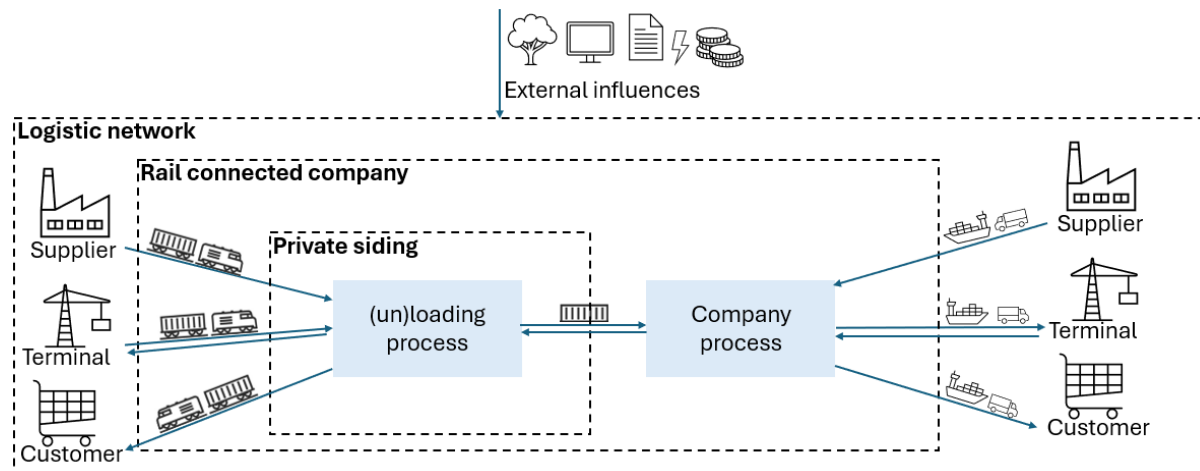 External influences
Logistic network
Rail connected company
Supplier
Supplier
Private siding
(un)loading
process
Company
process
Terminal
Terminal
Customer
Customer